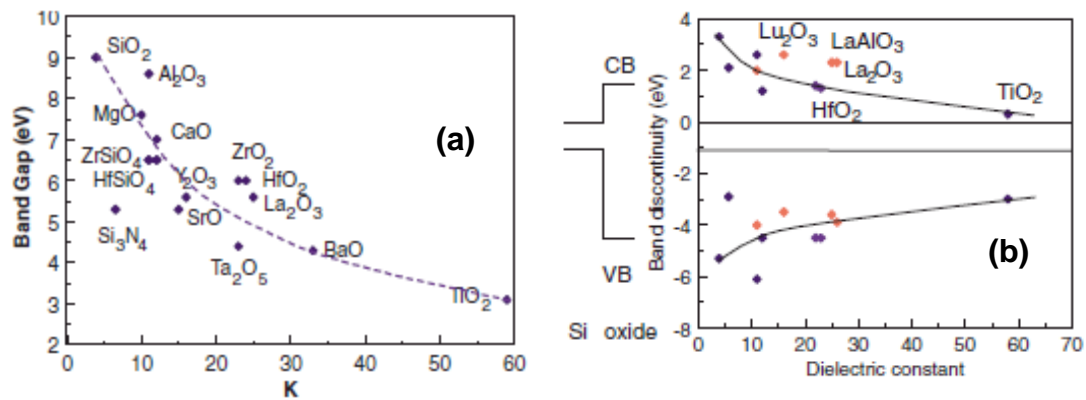 10
9
8
7
6
5
4
3
2
Band Gap (eV)
SiO₂
Al₂O₃
MgO
CaO
ZrSiO₄
HfSiO₄
Y₂O₃
ZrO₂
HfO₂
La₂O₃
SrO
Si₃N₄
Ta₂O₅
BaO
TiO₂
(a)
0 10 20 30 40 50 60
K
CB
VB
Si oxide
Band discontinuity (eV)
4
2
0
-2
-4
-6
-8
Lu₂O₃
LaAlO₃
La₂O₃
HfO₂
TiO₂
(b)
0 10 20 30 40 50 60 70
Dielectric constant